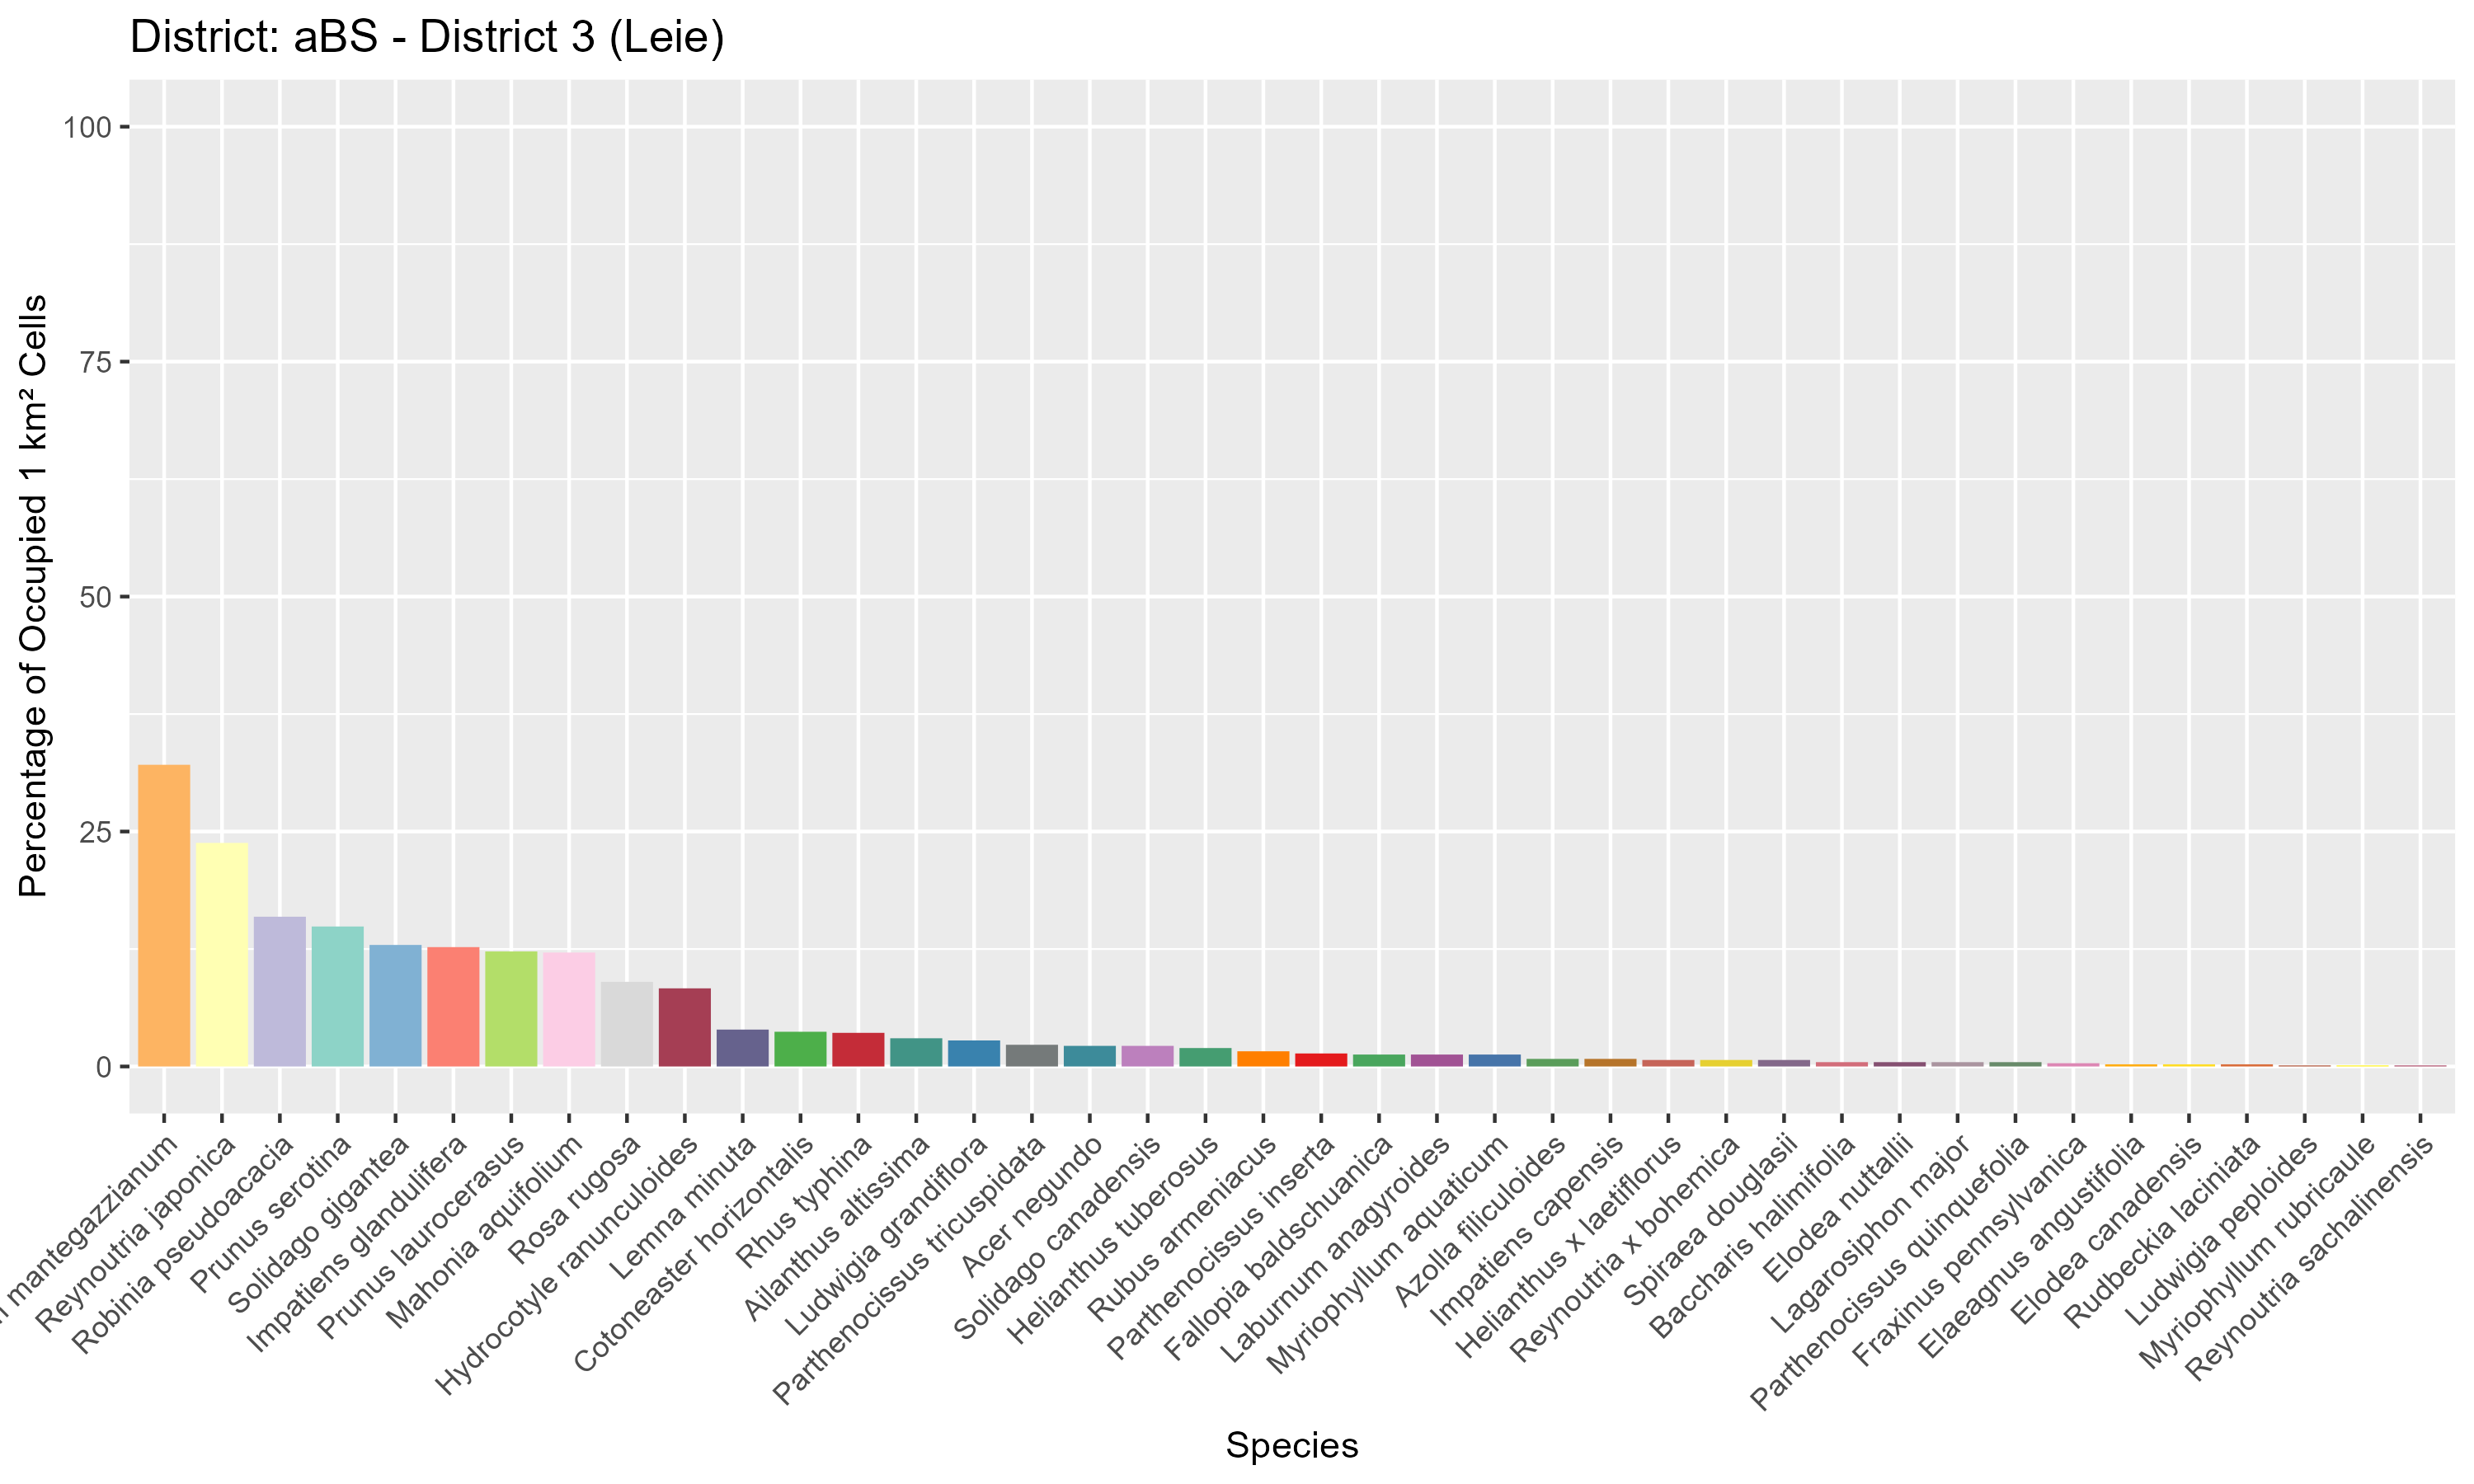 District: aBS - District 3 (Leie)
Percentage of Occupied 1 km² Cells
100
75
50
25
0
mantegazzianum
Reynoutria japonica
Robinia pseudoacacia
Prunus serotina
Solidago gigantea
Impatiens glandulifera
Prunus laurocerasus
Mahonia aquifolium
Rosa rugosa
Hydrocotyle ranunculoides
Lemna minuta
Cotoneaster horizontalis
Rhus typhina
Ailanthus altissima
Ludwigia grandiflora
Parthenocissus tricuspidata
Acer negundo
Solidago canadensis
Helianthus tuberosus
Rubus armeniacus
Parthenocissus inserta
Fallopia baldschuanica
Laburnum anagyroides
Myriophyllum aquaticum
Azolla filiculoides
Impatiens capensis
Helianthus x laetiflorus
Reynoutria x bohemica
Spiraea douglasii
Baccharis halimifolia
Elodea nuttallii
Lagarosiphon major
Parthenocissus quinquefolia
Fraxinus pennsylvanica
Elaeagnus angustifolia
Elodea canadensis
Rudbeckia laciniata
Ludwigia peploides
Myriophyllum rubricaule
Reynoutria sachalinensis
Species